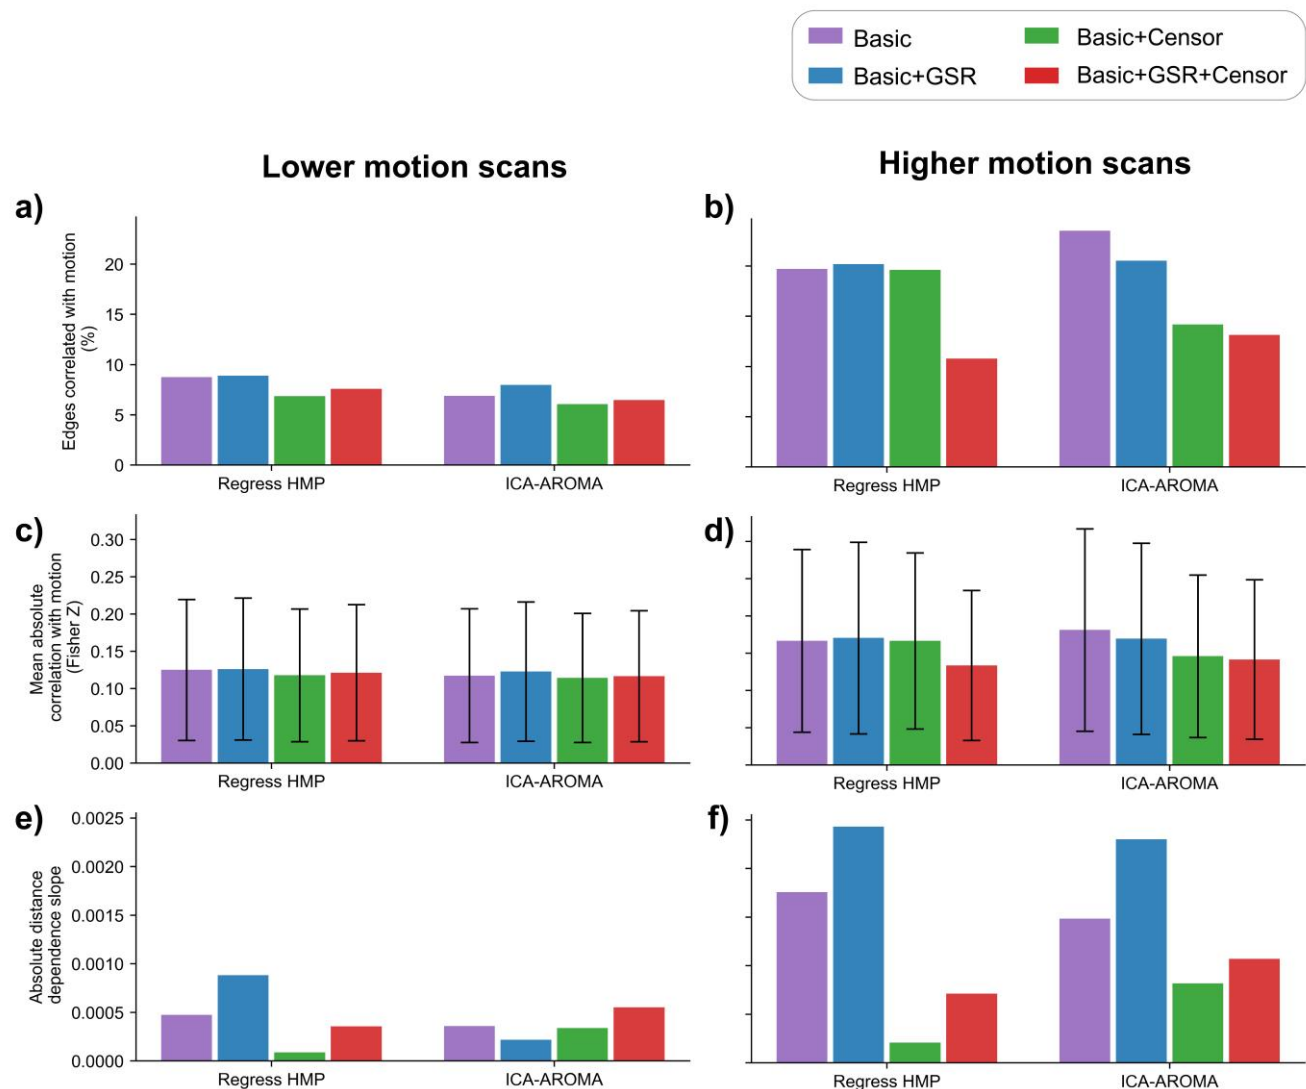 Basic
Basic+Censor
Basic+GSR
Basic+GSR+Censor
Lower motion scans
Higher motion scans
a)
b)
Edges correlated with motion
(%)
20
15
10
5
0
Regress HMP
ICA-AROMA
Regress HMP
ICA-AROMA
c)
d)
Mean absolute
correlation with motion
(Fisher Z)
0.30
0.25
0.20
0.15
0.10
0.05
0.00
Regress HMP
ICA-AROMA
Regress HMP
ICA-AROMA
e)
f)
Absolute distance
dependence slope
0.0025
0.0020
0.0015
0.0010
0.0005
0.0000
Regress HMP
ICA-AROMA
Regress HMP
ICA-AROMA